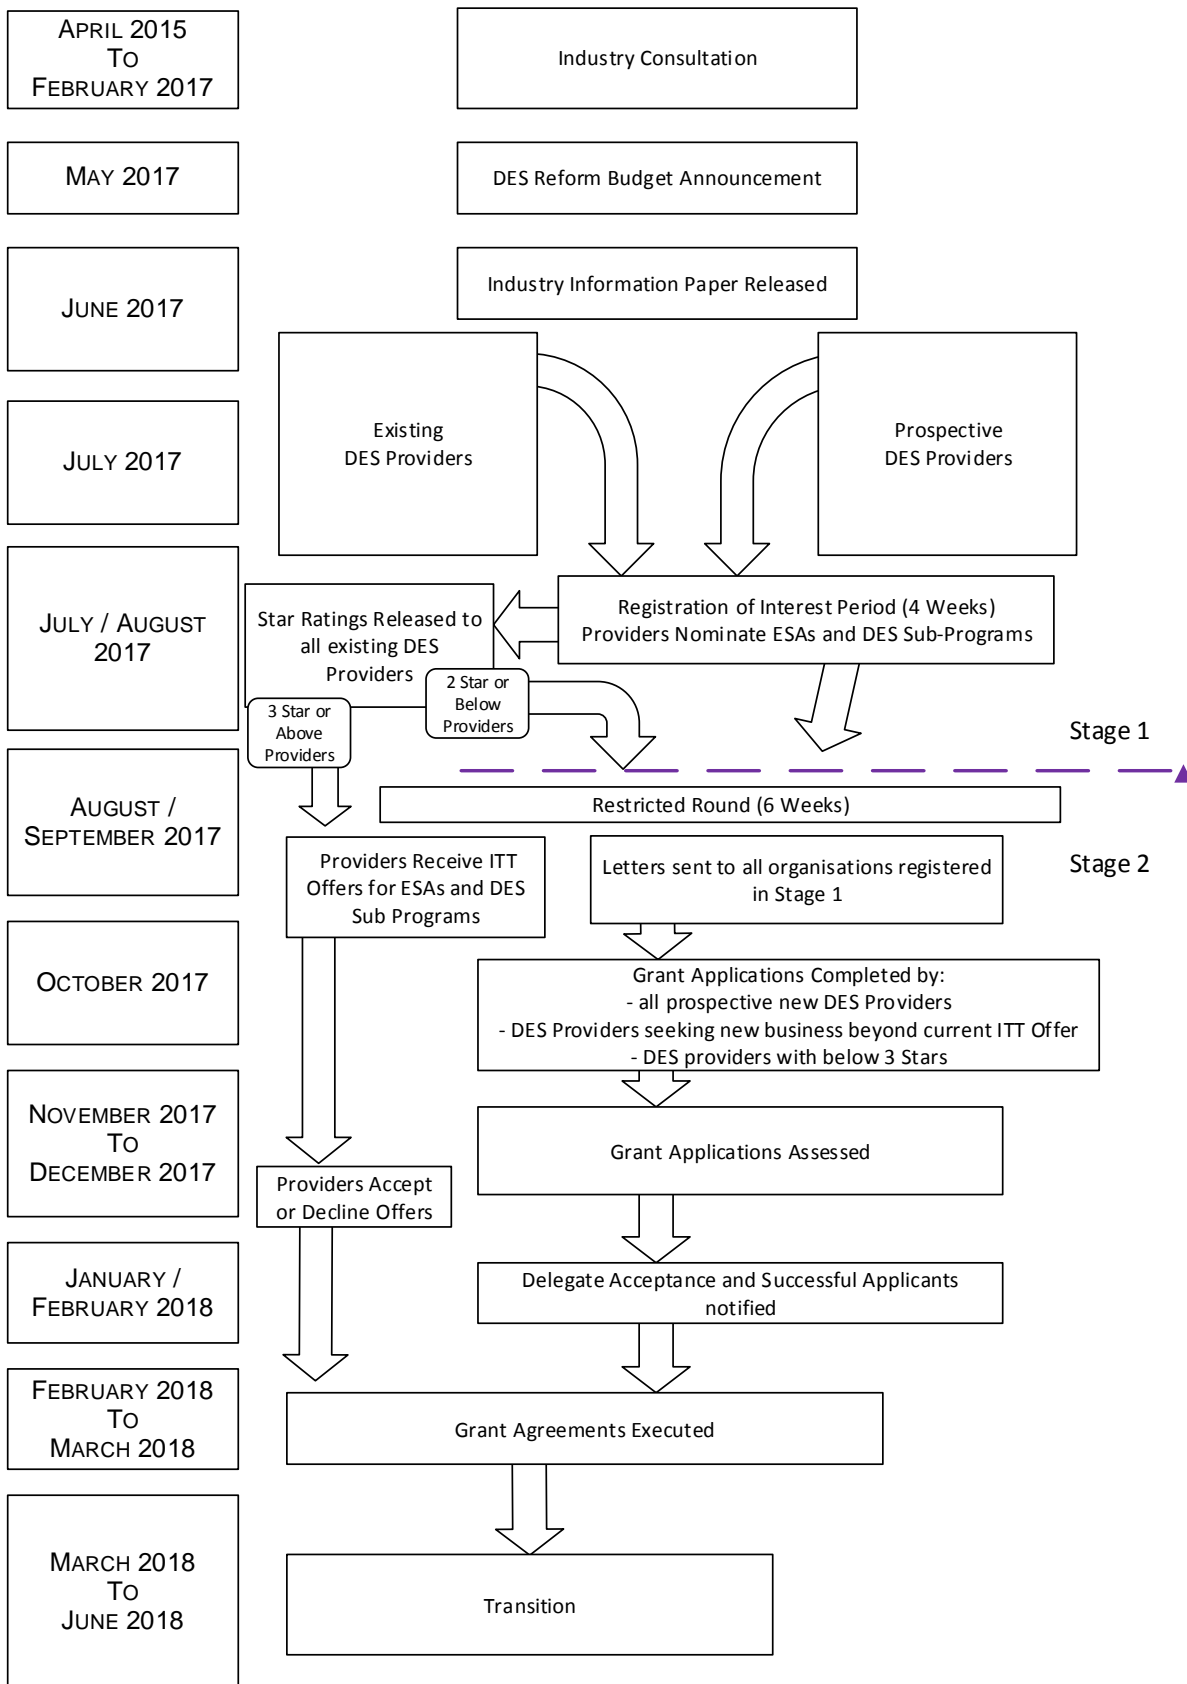 APRIL 2015
TO
FEBRUARY 2017
Industry Consultation
MAY 2017
DES Reform Budget Announcement
JUNE 2017
Industry Information Paper Released
JULY 2017
Existing
DES Providers
Prospective
DES Providers
JULY / AUGUST
2017
Star Ratings Released to
all existing DES
Providers
Registration of Interest Period (4 Weeks)
Providers Nominate ESAs and DES Sub-Programs
2 Star or
Below
Providers
3 Star or
Above
Providers
Stage 1
AUGUST /
SEPTEMBER 2017
Restricted Round (6 Weeks)
Providers Receive ITT
Offers for ESAs and DES
Sub Programs
Letters sent to all organisations registered
in Stage 1
Stage 2
OCTOBER 2017
Grant Applications Completed by:
- all prospective new DES Providers
- DES Providers seeking new business beyond current ITT Offer
- DES providers with below 3 Stars
NOVEMBER 2017
TO
DECEMBER 2017
Grant Applications Assessed
Providers Accept
or Decline Offers
JANUARY /
FEBRUARY 2018
Delegate Acceptance and Successful Applicants
notified
FEBRUARY 2018
TO
MARCH 2018
Grant Agreements Executed
MARCH 2018
TO
JUNE 2018
Transition